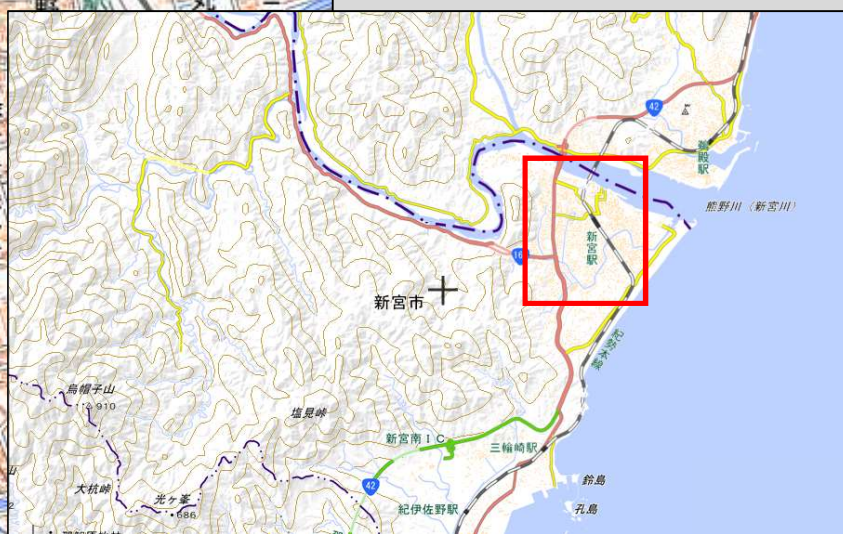 42
鵜殿駅
熊野川（新宮川）
新宮駅
新宮市
紀勢本線
烏帽子山
910
塩見峠
新宮南ＩＣ
三輪崎駅
大杭峠
光ヶ峯
686
42
紀伊佐野駅
鈴島
孔島